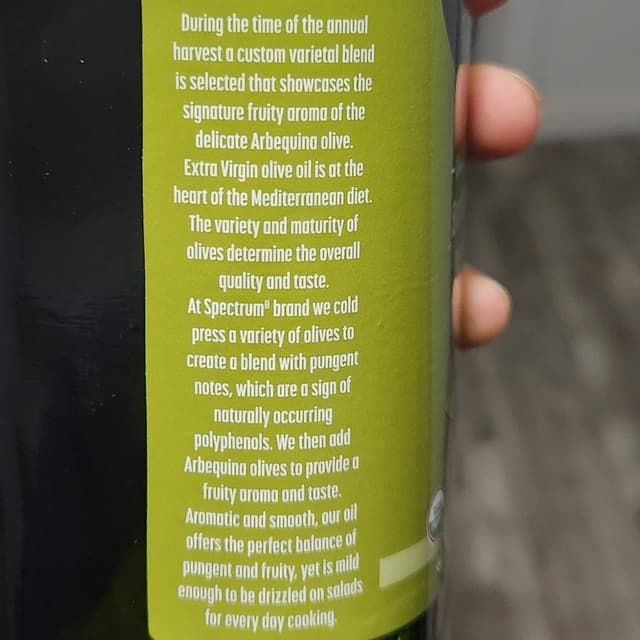 During the time of the annual
harvest a custom varietal blend
is selected that showcases the
signature fruity aroma of the
delicate Arbequina olive.
Extra Virgin olive oil is at the
heart of the Mediterranean diet.
The variety and maturity of
olives determine the overall
quality and taste.
At Spectrum® brand we cold
press a variety of olives to
create a blend with pungent
notes, which are a sign of
naturally occurring
polyphenols. We then add
Arbequina olives to provide a
fruity aroma and taste.
Aromatic and smooth, our oil
offers the perfect balance of
pungent and fruity, yet is mild
enough to be drizzled on salads
for every day cooking.